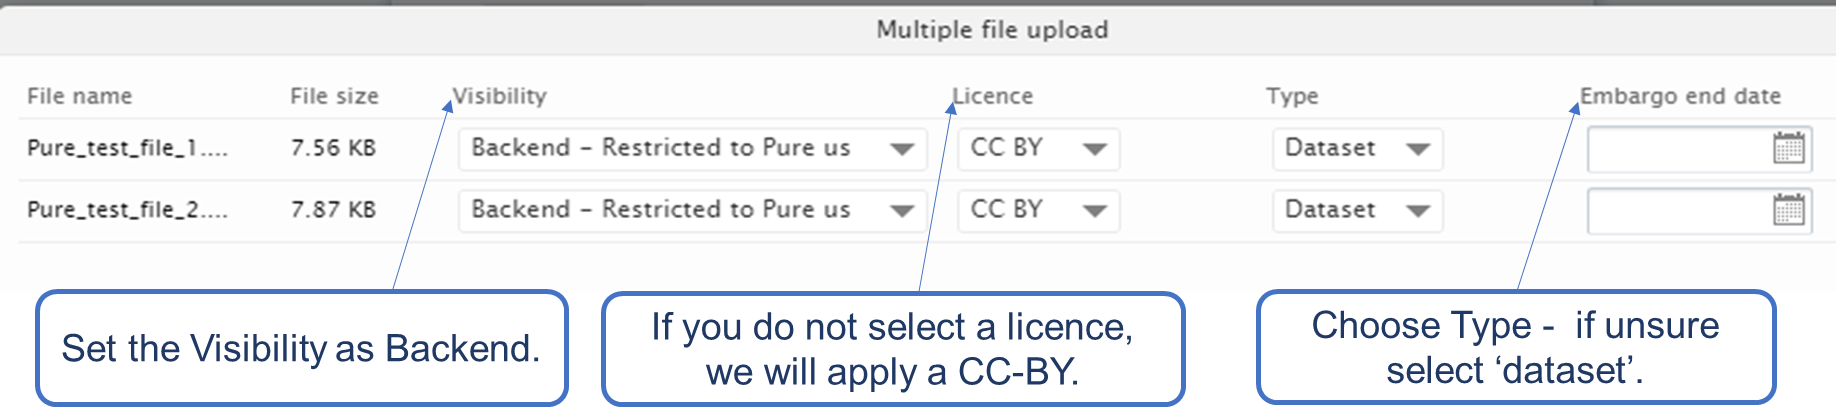 Multiple file upload
File name File size Visibility Licence Type Embargo end date
Pure_test_file_1.... 7.56 KB Backend – Restricted to Pure us CC BY Dataset
Pure_test_file_2.... 7.87 KB Backend – Restricted to Pure us CC BY Dataset
Set the Visibility as Backend.
If you do not select a licence,
we will apply a CC-BY.
Choose Type - if unsure
select ‘dataset’.